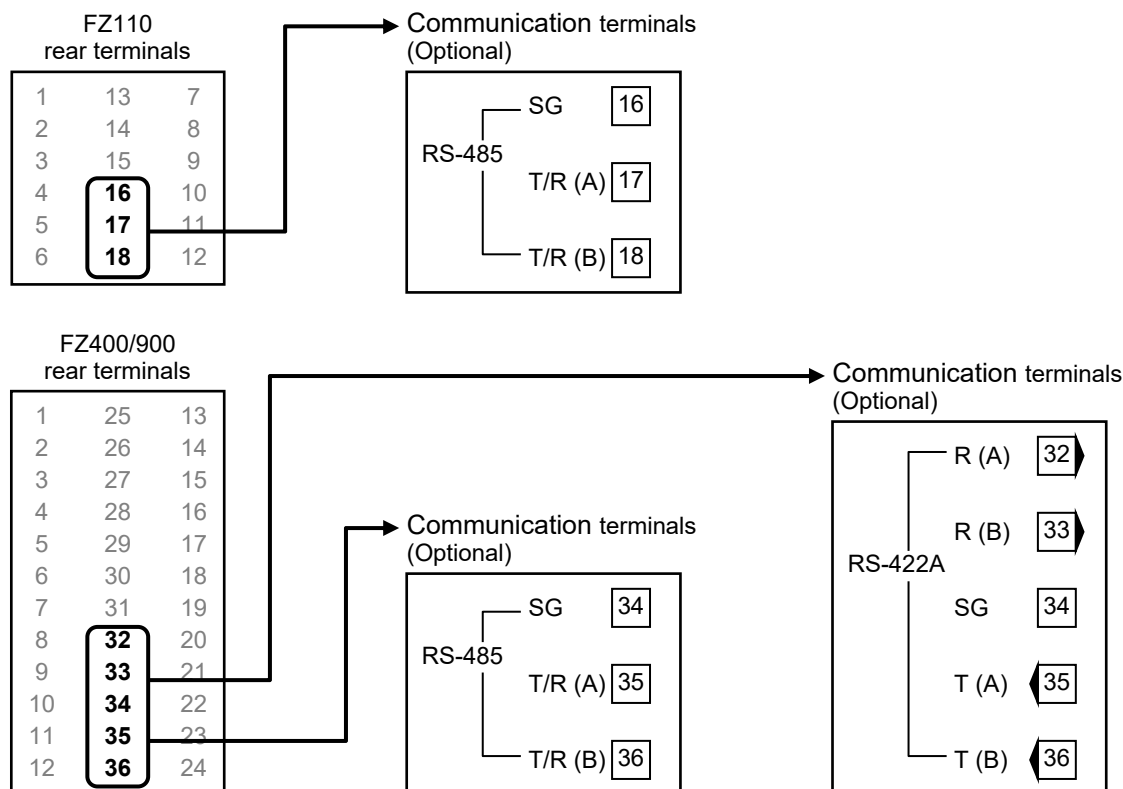 FZ110
rear terminals
1 13 7
2 14 8
3 15 9
4 16 10
5 17 11
6 18 12
Communication terminals
(Optional)
SG 16
RS-485
T/R (A) 17
T/R (B) 18
FZ400/900
rear terminals
1 25 13
2 26 14
3 27 15
4 28 16
5 29 17
6 30 18
7 31 19
8 32 20
9 33 21
10 34 22
11 35 23
12 36 24
Communication terminals
(Optional)
SG 34
RS-485
T/R (A) 35
T/R (B) 36
Communication terminals
(Optional)
R (A) 32
R (B) 33
RS-422A
SG 34
T (A) 35
T (B) 36